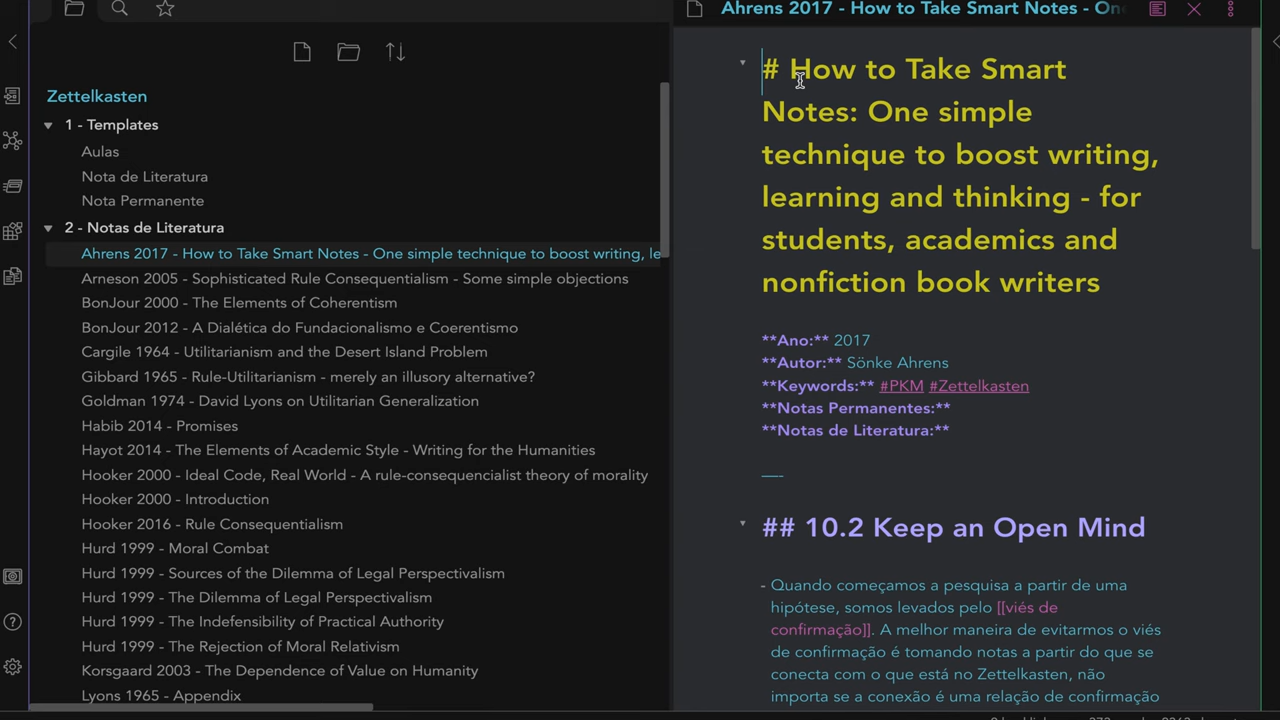 Zettelkasten
1 - Templates
Aulas
Nota de Literatura
Nota Permanente
2 - Notas de Literatura
Ahrens 2017 - How to Take Smart Notes - One simple technique to boost writing, le
Arneson 2005 - Sophisticated Rule Consequentialism - Some simple objections
BonJour 2000 - The Elements of Coherentism
BonJour 2012 - A Dialética do Fundacionalismo e Coerentismo
Cargile 1964 - Utilitarianism and the Desert Island Problem
Gibbard 1965 - Rule-Utilitarianism - merely an illusory alternative?
Goldman 1974 - David Lyons on Utilitarian Generalization
Habib 2014 - Promises
Hayot 2014 - The Elements of Academic Style - Writing for the Humanities
Hooker 2000 - Ideal Code, Real World - A rule-consequencialist theory of morality
Hooker 2000 - Introduction
Hooker 2016 - Rule Consequentialism
Hurd 1999 - Moral Combat
Hurd 1999 - Sources of the Dilemma of Legal Perspectivalism
Hurd 1999 - The Dilemma of Legal Perspectivalism
Hurd 1999 - The Indefensibility of Practical Authority
Hurd 1999 - The Rejection of Moral Relativism
Korsgaard 2003 - The Dependence of Value on Humanity
Lyons 1965 - Appendix
Ahrens 2017 - How to Take Smart Notes - On
# How to Take Smart
Notes: One simple
technique to boost writing,
learning and thinking - for
students, academics and
nonfiction book writers
**Ano:** 2017
**Autor:** Sönke Ahrens
**Keywords:** #PKM #Zettelkasten
**Notas Permanentes:**
**Notas de Literatura:**
## 10.2 Keep an Open Mind
- Quando começamos a pesquisa a partir de uma
hipótese, somos levados pelo [[viés de
confirmação]]. A melhor maneira de evitarmos o viés
de confirmação é tomando notas a partir do que se
conecta com o que está no Zettelkasten, não
importa se a conexão é uma relação de confirmação